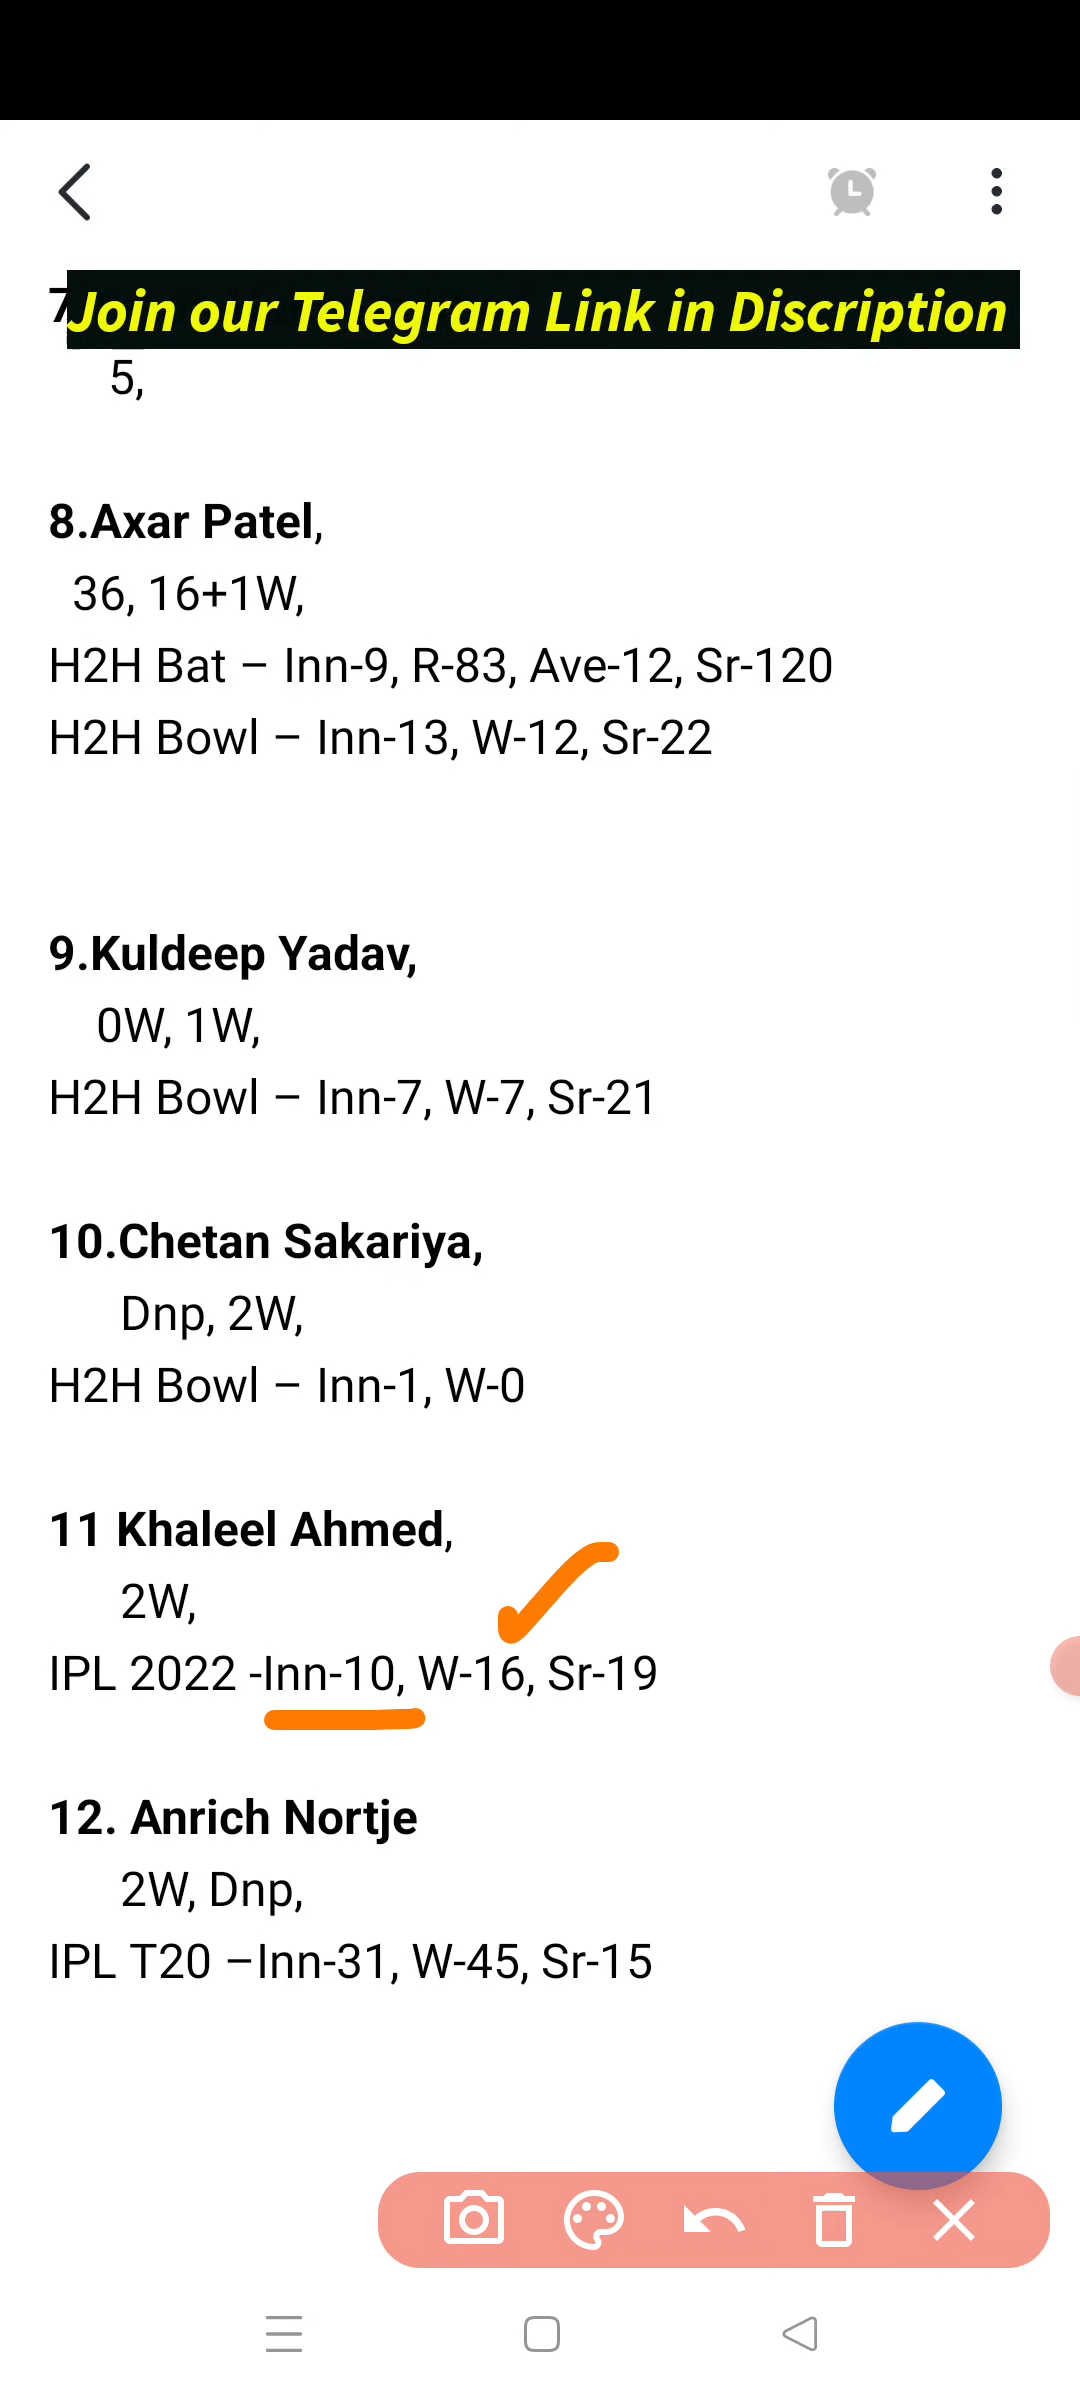 7
Join our Telegram Link in Discription
5,
8.Axar Patel,
36, 16+1W,
H2H Bat – Inn-9, R-83, Ave-12, Sr-120
H2H Bowl – Inn-13, W-12, Sr-22
9.Kuldeep Yadav,
0W, 1W,
H2H Bowl – Inn-7, W-7, Sr-21
10.Chetan Sakariya,
Dnp, 2W,
H2H Bowl – Inn-1, W-0
11 Khaleel Ahmed,
2W,
IPL 2022 -Inn-10, W-16, Sr-19
12. Anrich Nortje
2W, Dnp,
IPL T20 –Inn-31, W-45, Sr-15